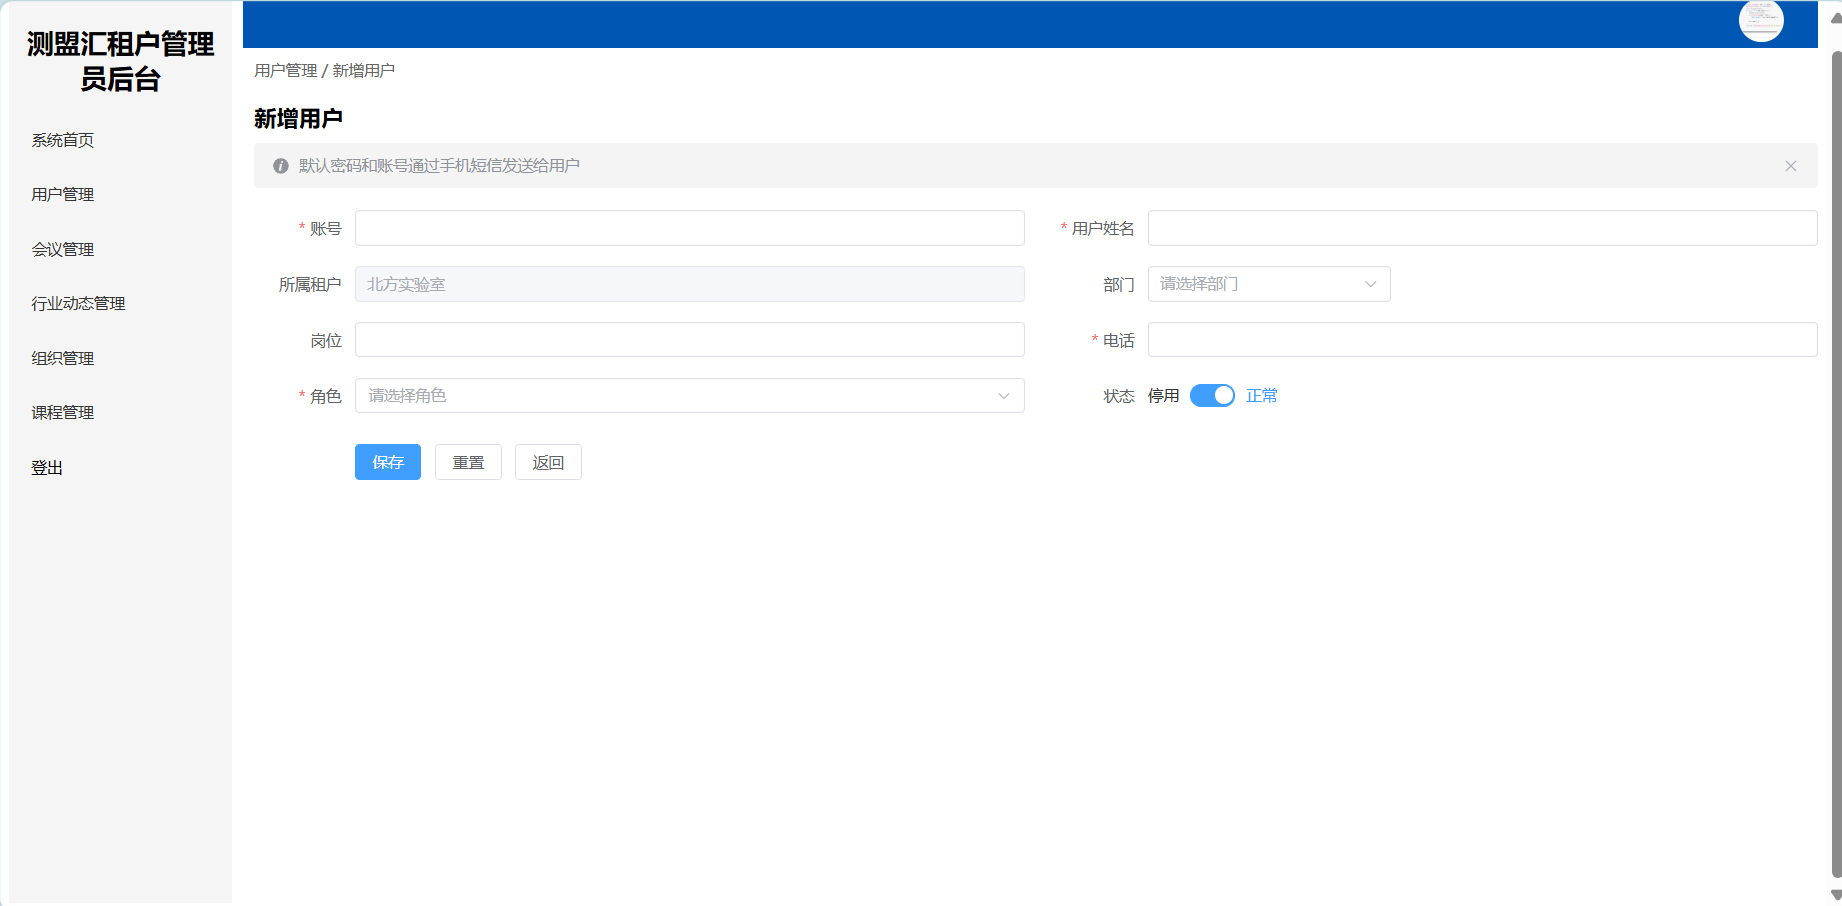 测盟汇租户管理
员后台
系统首页
用户管理
会议管理
行业动态管理
组织管理
课程管理
登出
用户管理 / 新增用户
新增用户
默认密码和账号通过手机短信发送给用户
* 账号
* 用户姓名
所属租户 北方实验室
部门 请选择部门
岗位
* 电话
* 角色 请选择角色
状态 停用 正常
保存 重置 返回